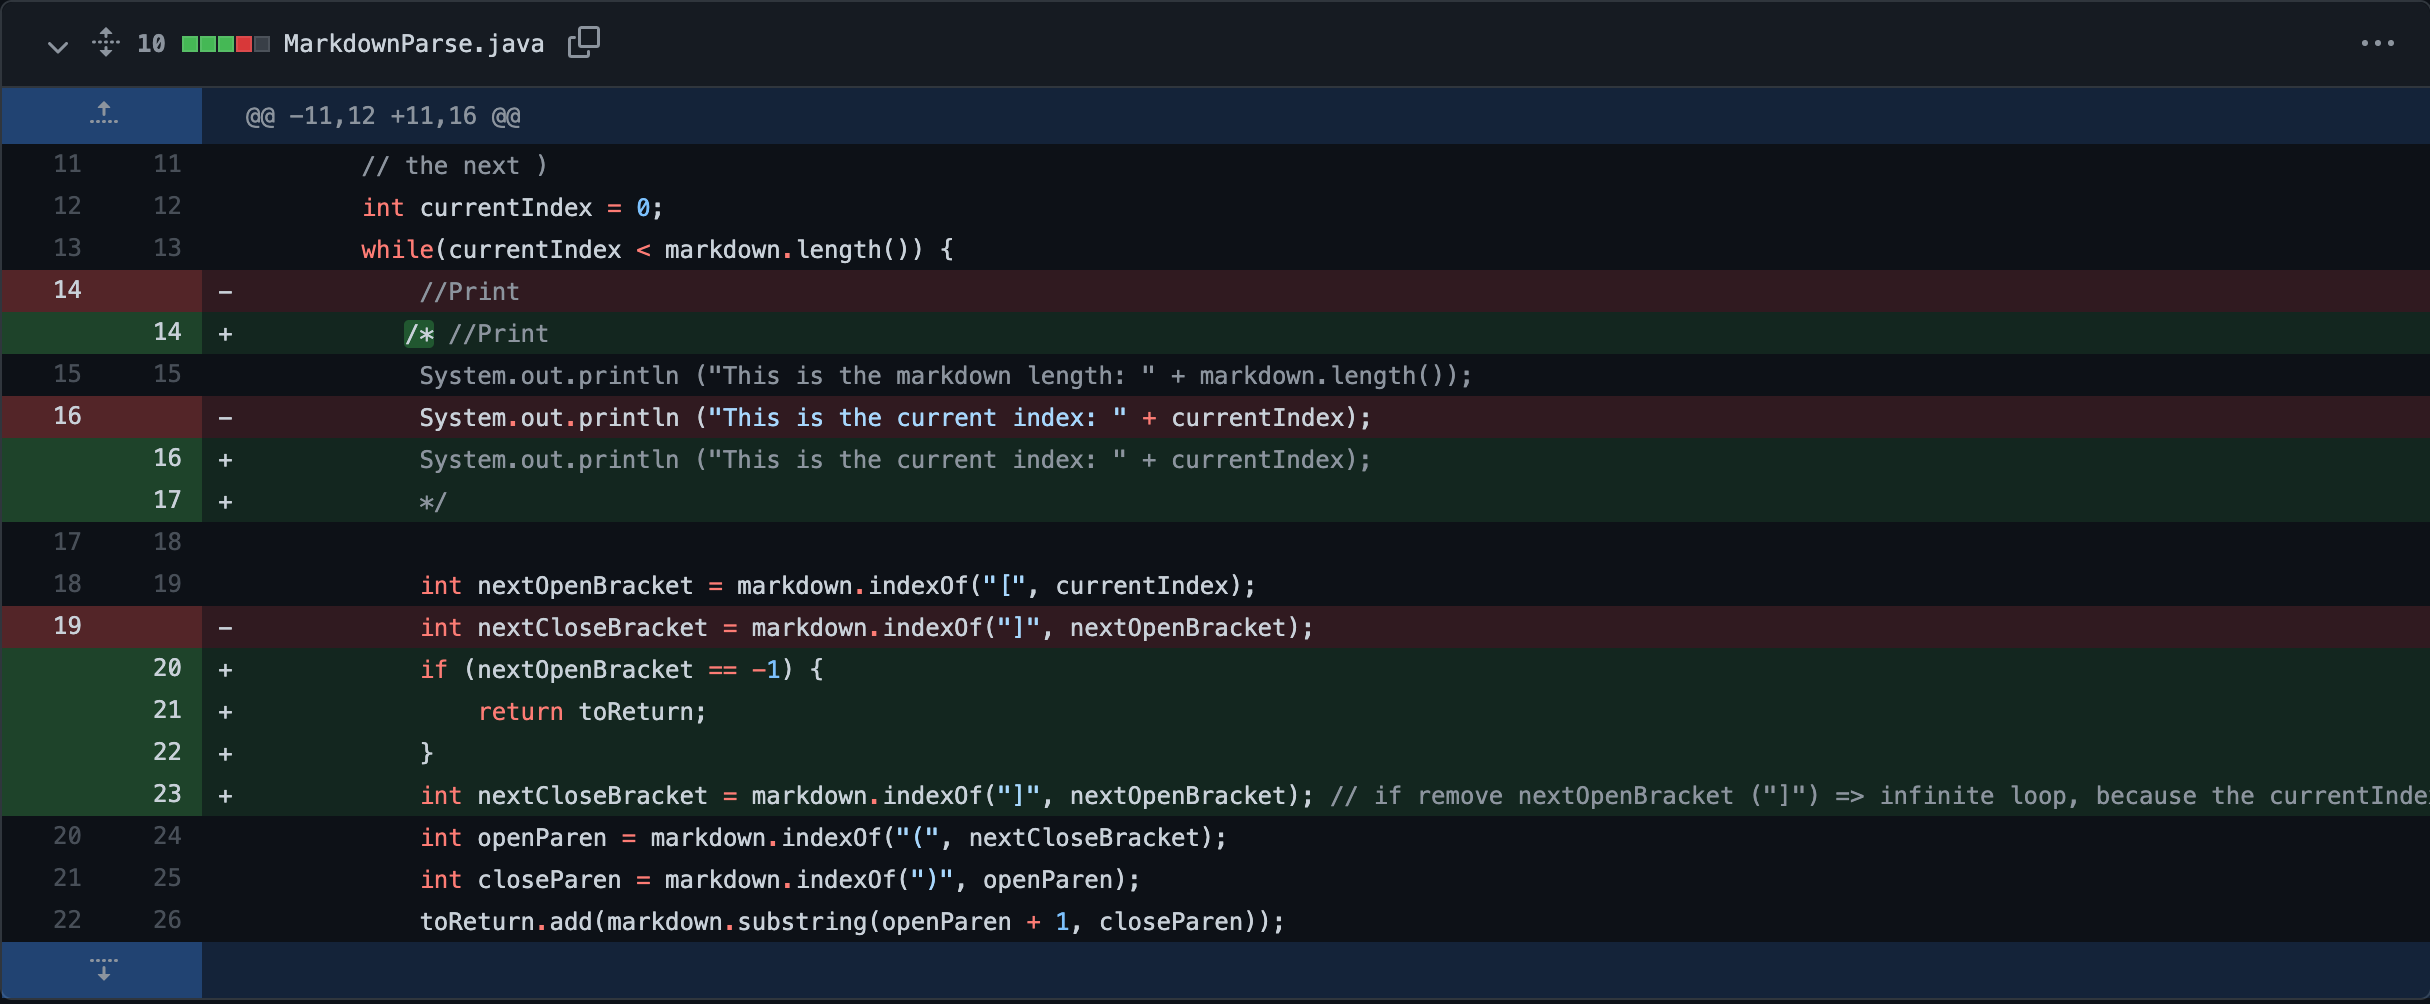 10 MarkdownParse.java
@@ -11,12 +11,16 @@
11 11 // the next )
12 12 int currentIndex = 0;
13 13 while(currentIndex < markdown.length()) {
14 - //Print
14 + /* //Print
15 15 System.out.println ("This is the markdown length: " + markdown.length());
16 - System.out.println ("This is the current index: " + currentIndex);
16 + System.out.println ("This is the current index: " + currentIndex);
17 + */
17 18
18 19 int nextOpenBracket = markdown.indexOf("[", currentIndex);
19 - int nextCloseBracket = markdown.indexOf("]", nextOpenBracket);
20 + if (nextOpenBracket == -1) {
21 + return toReturn;
22 + }
23 + int nextCloseBracket = markdown.indexOf("]", nextOpenBracket); // if remove nextOpenBracket ("]") => infinite loop, because the currentInde
20 24 int openParen = markdown.indexOf("(", nextCloseBracket);
21 25 int closeParen = markdown.indexOf(")", openParen);
22 26 toReturn.add(markdown.substring(openParen + 1, closeParen));